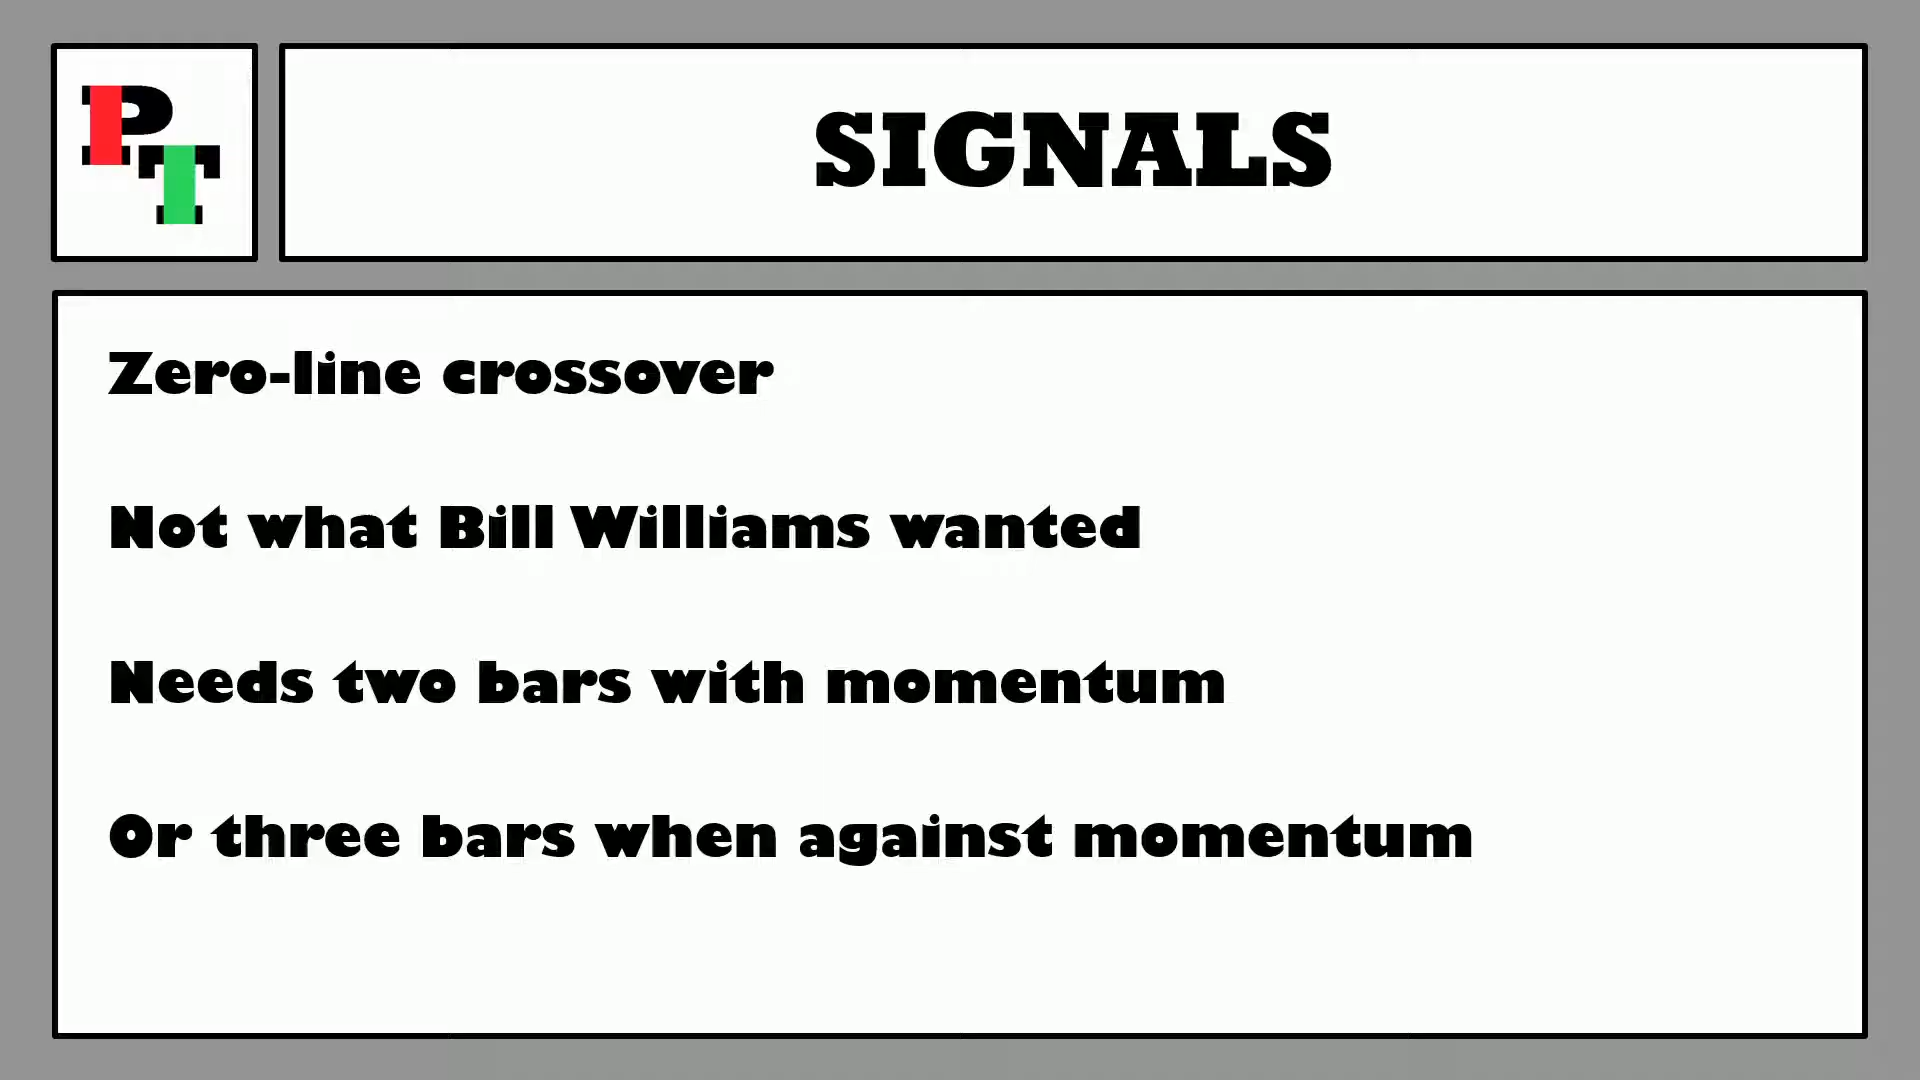 PT
SIGNALS
Zero-line crossover
Not what Bill Williams wanted
Needs two bars with momentum
Or three bars when against momentum